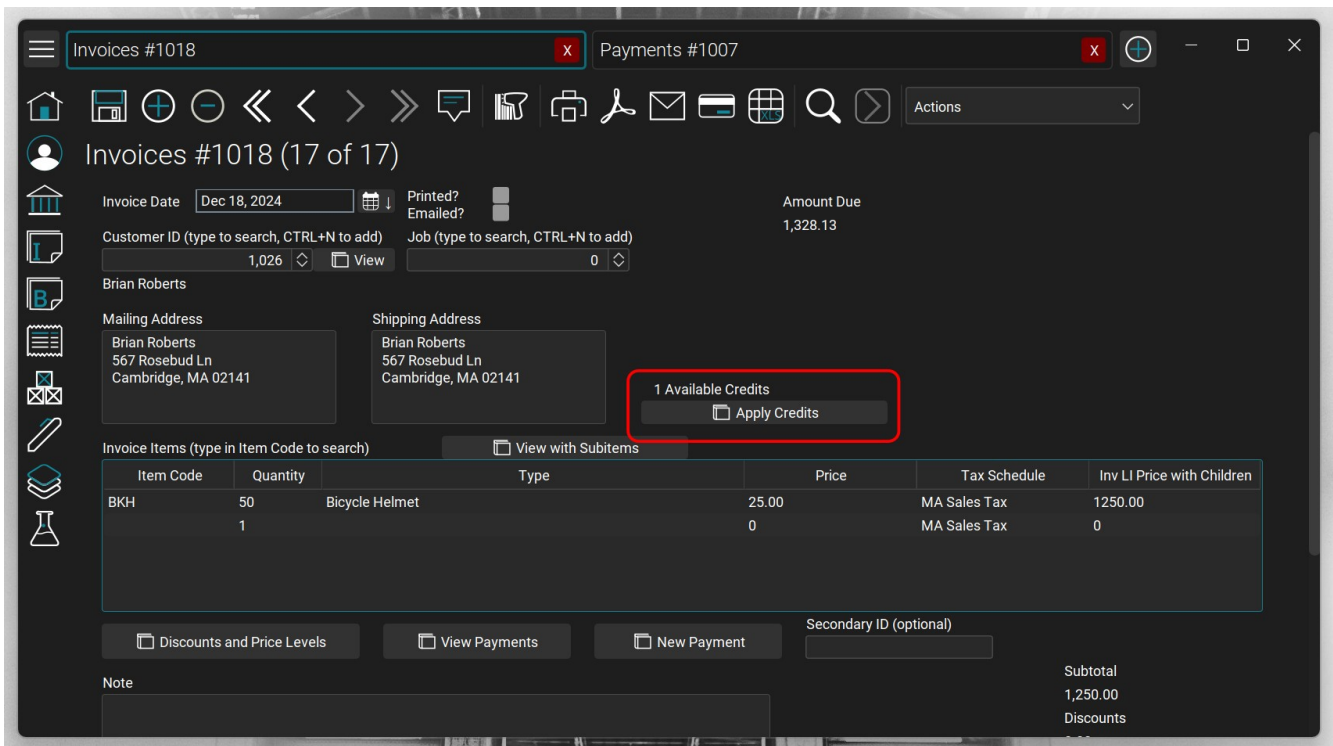 Invoices #1018 X Payments #1007 X
XLS Actions
Invoices #1018 (17 of 17)
Invoice Date Dec 18, 2024 Printed? Amount Due
Emailed? 1,328.13
Customer ID (type to search, CTRL+N to add) Job (type to search, CTRL+N to add)
1,026 View 0
Brian Roberts
Mailing Address Shipping Address
Brian Roberts Brian Roberts
567 Rosebud Ln 567 Rosebud Ln
Cambridge, MA 02141 Cambridge, MA 02141
1 Available Credits
Apply Credits
Invoice Items (type in Item Code to search) View with Subitems
Item Code Quantity Type Price Tax Schedule Inv LI Price with Children
BKH 50 Bicycle Helmet 25.00 MA Sales Tax 1250.00
1 0 MA Sales Tax 0
Discounts and Price Levels View Payments New Payment Secondary ID (optional)
Note Subtotal
1,250.00
Discounts
I
B